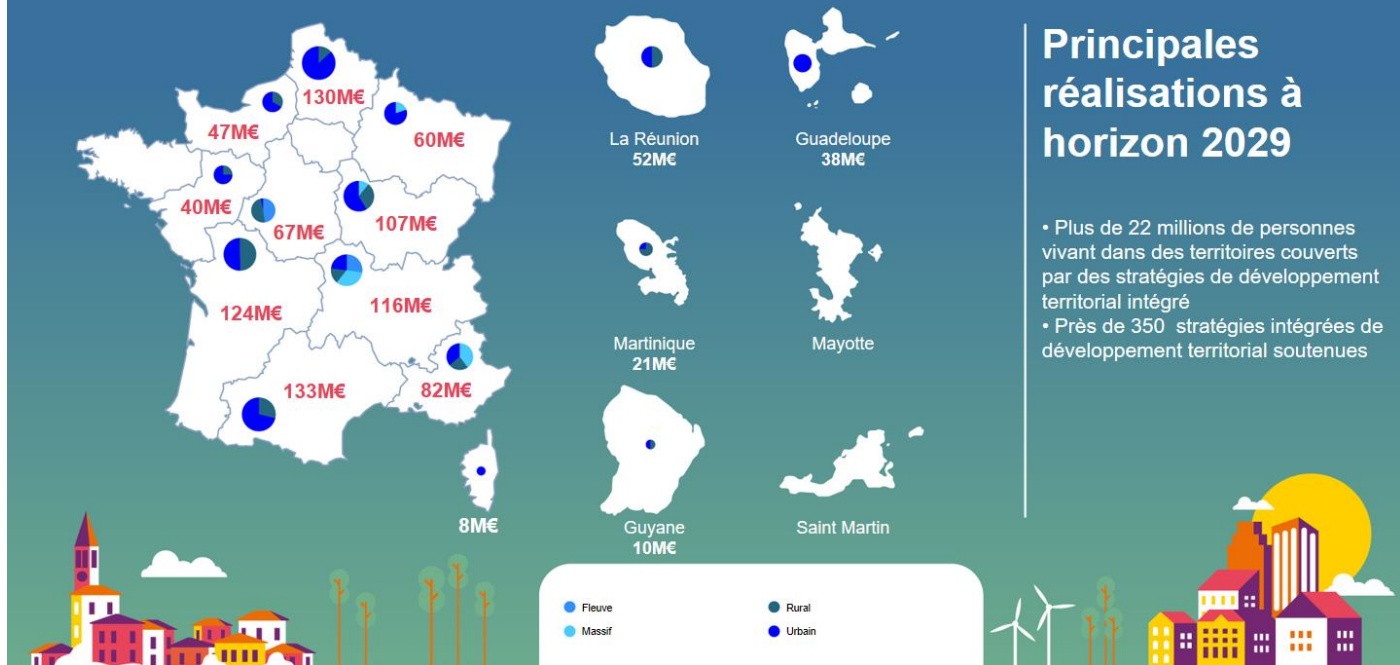 130M€
47M€
60M€
40M€
67M€
107M€
124M€
116M€
133M€
82M€
8M€
La Réunion
52M€
Guadeloupe
38M€
Martinique
21M€
Mayotte
Guyane
10M€
Saint Martin
Fleuve
Massif
Rural
Urbain
Principales
réalisations à
horizon 2029
• Plus de 22 millions de personnes
vivant dans des territoires couverts
par des stratégies de développement
territorial intégré
• Près de 350 stratégies intégrées de
développement territorial soutenues